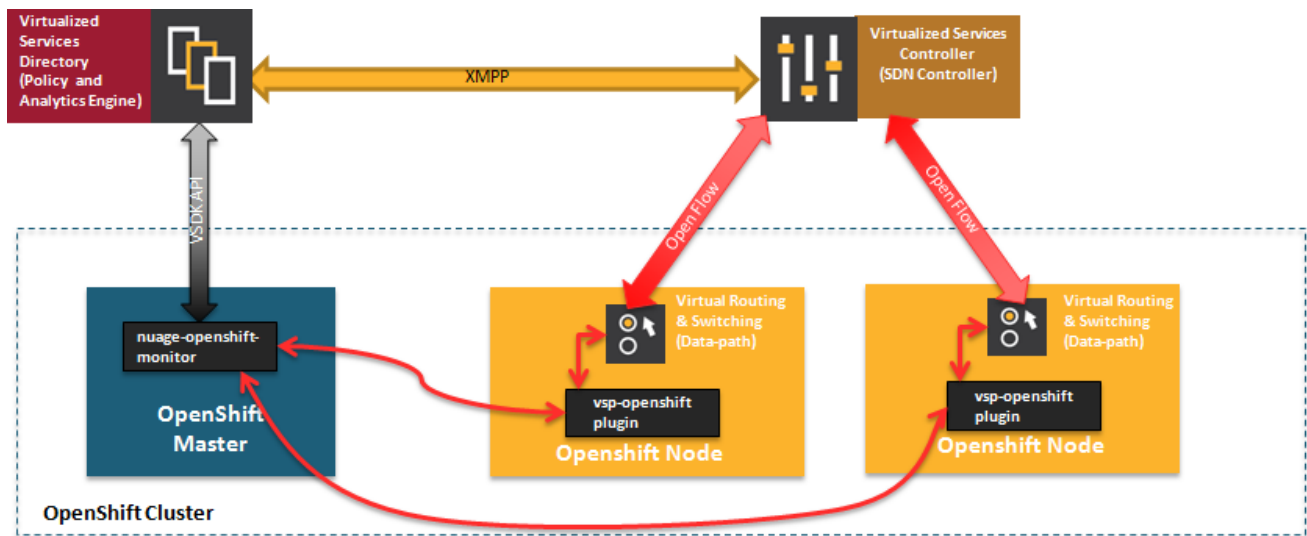 Virtualized
Services
Directory
(Policy and
Analytics Engine)
XMPP
Virtualized Services
Controller
(SDN Controller)
VSDK API
Open Flow
Open Flow
nuage-openshift-
monitor
OpenShift
Master
Virtual Routing
& Switching
(Data-path)
vsp-openshift
plugin
Openshift Node
Virtual Routing
& Switching
(Data-path)
vsp-openshift
plugin
Openshift Node
OpenShift Cluster